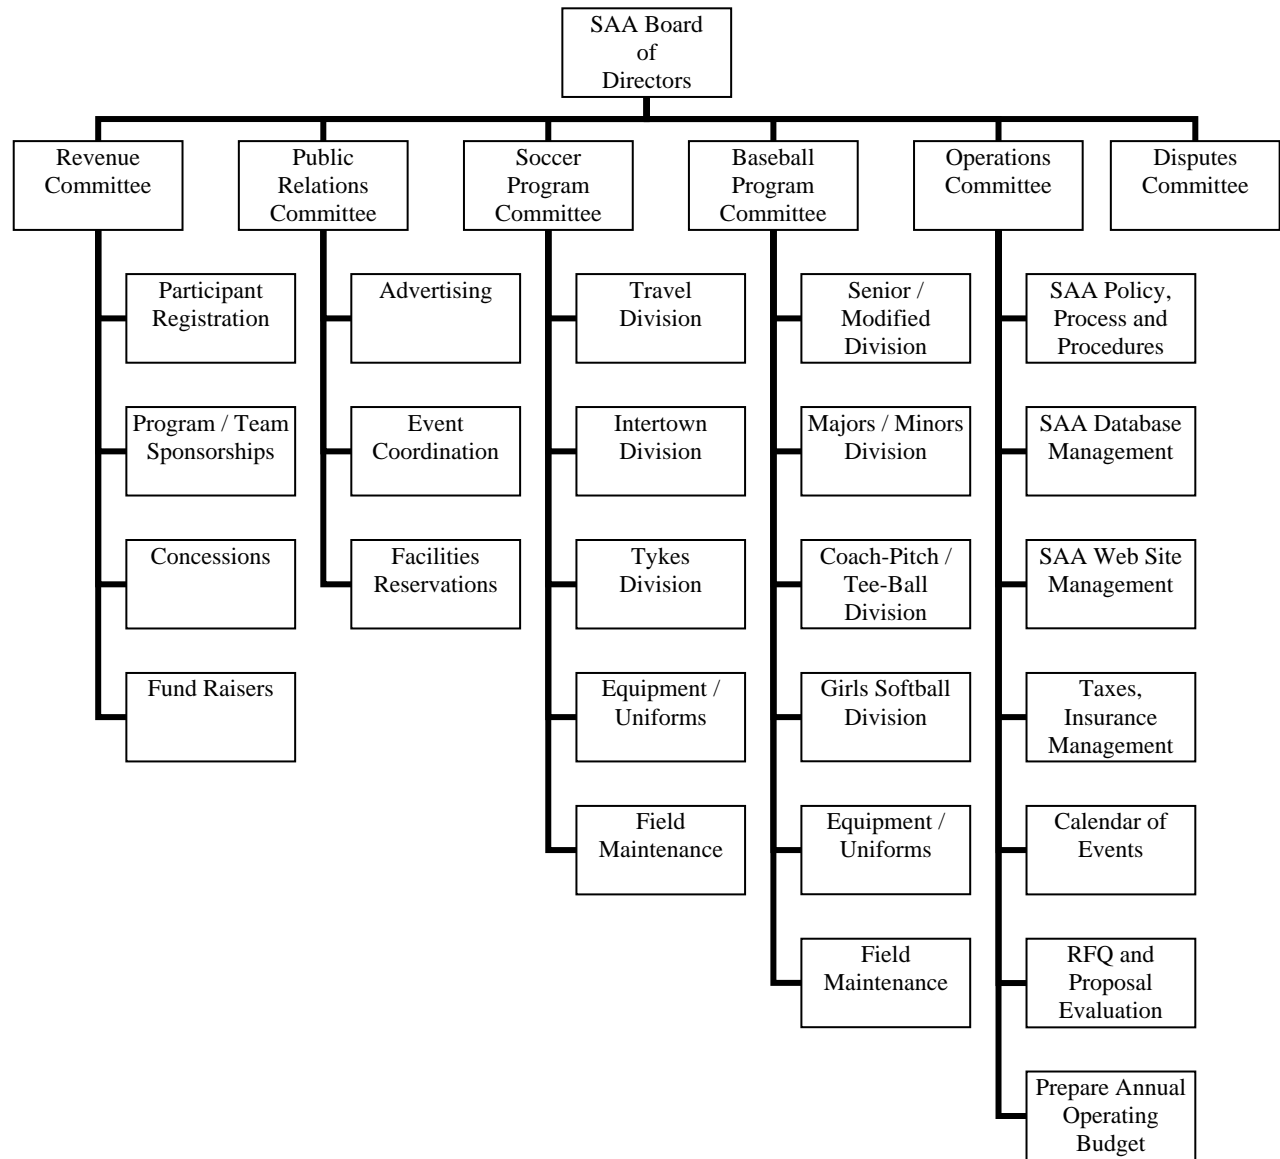 SAA Board
of
Directors
Revenue
Committee
Public
Relations
Committee
Soccer
Program
Committee
Baseball
Program
Committee
Operations
Committee
Disputes
Committee
Participant
Registration
Program / Team
Sponsorships
Concessions
Fund Raisers
Advertising
Event
Coordination
Facilities
Reservations
Travel
Division
Intertown
Division
Tykes
Division
Equipment /
Uniforms
Field
Maintenance
Senior /
Modified
Division
Majors / Minors
Division
Coach-Pitch /
Tee-Ball
Division
Girls Softball
Division
Equipment /
Uniforms
Field
Maintenance
SAA Policy,
Process and
Procedures
SAA Database
Management
SAA Web Site
Management
Taxes,
Insurance
Management
Calendar of
Events
RFQ and
Proposal
Evaluation
Prepare Annual
Operating
Budget